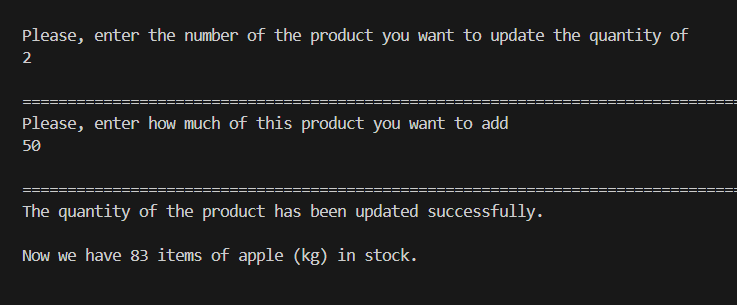 Please, enter the number of the product you want to update the quantity of
2
================================================================================
Please, enter how much of this product you want to add
50
================================================================================
The quantity of the product has been updated successfully.
Now we have 83 items of apple (kg) in stock.